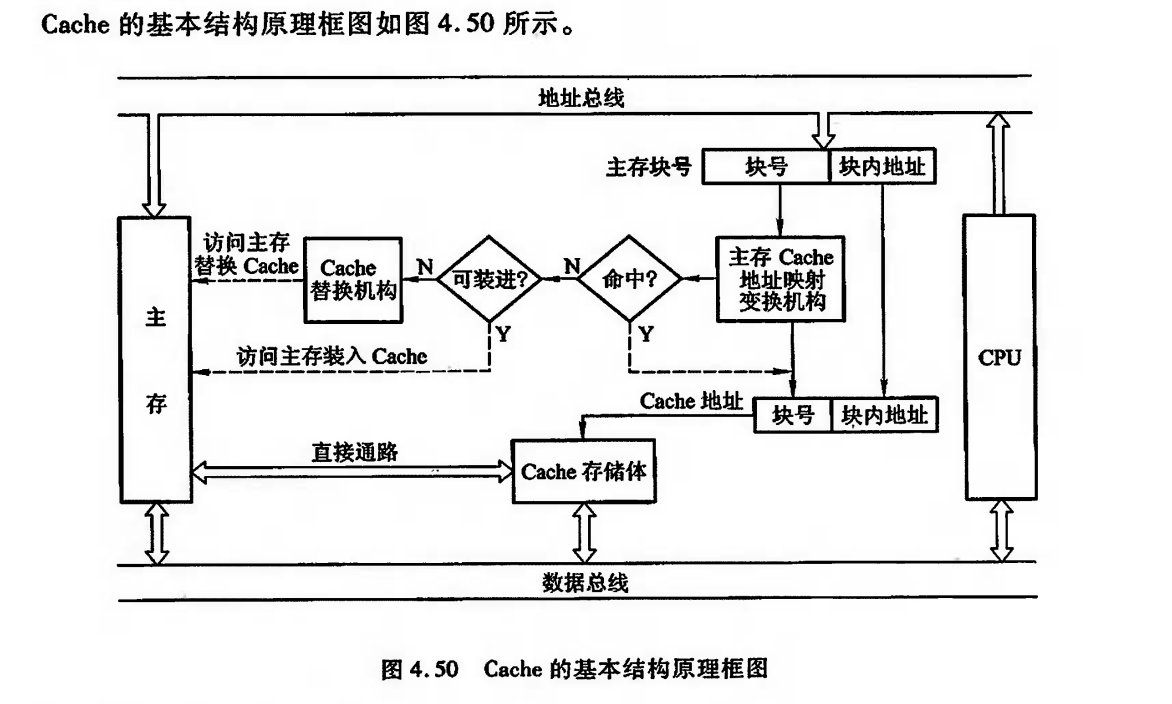 Cache 的基本结构原理框图如图 4.50 所示。
地址总线
主存块号 块号 块内地址
访问主存
替换 Cache
Cache
替换机构
N
可装进?
N
命中?
主存 Cache
地址映射
变换机构
主
存
Y
Y
访问主存装入 Cache
CPU
Cache 地址 块号 块内地址
直接通路
Cache 存储体
数据总线
图 4.50 Cache 的基本结构原理框图